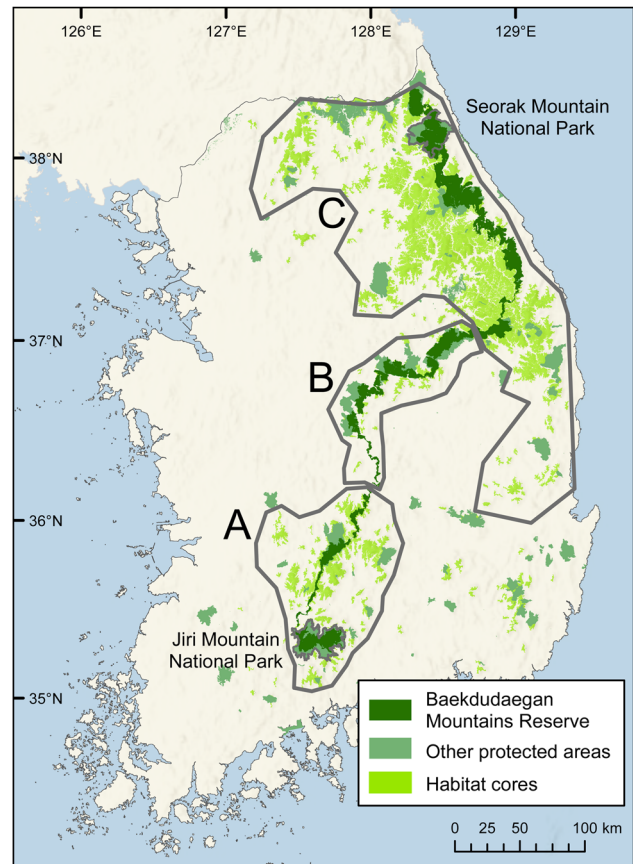 126°E 127°E 128°E 129°E
Seorak Mountain
National Park
38°N
C
37°N
B
36°N
A
Jiri Mountain
National Park
35°N
Baekdudaegan
Mountains Reserve
Other protected areas
Habitat cores
0 25 50 100 km